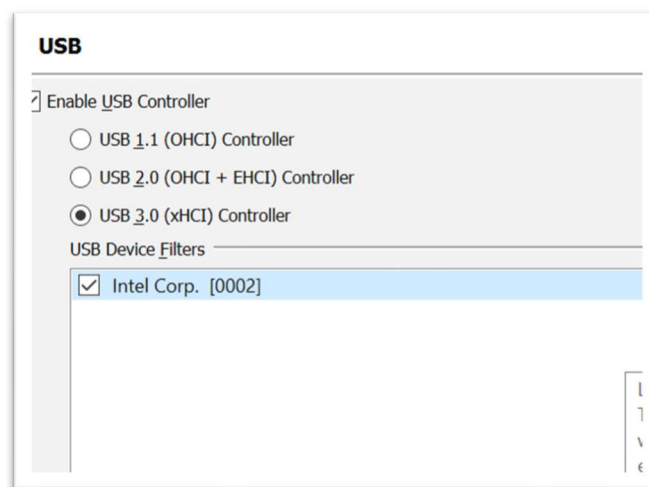 USB
Enable USB Controller
USB 1.1 (OHCI) Controller
USB 2.0 (OHCI + EHCI) Controller
USB 3.0 (xHCI) Controller
USB Device Filters
Intel Corp. [0002]